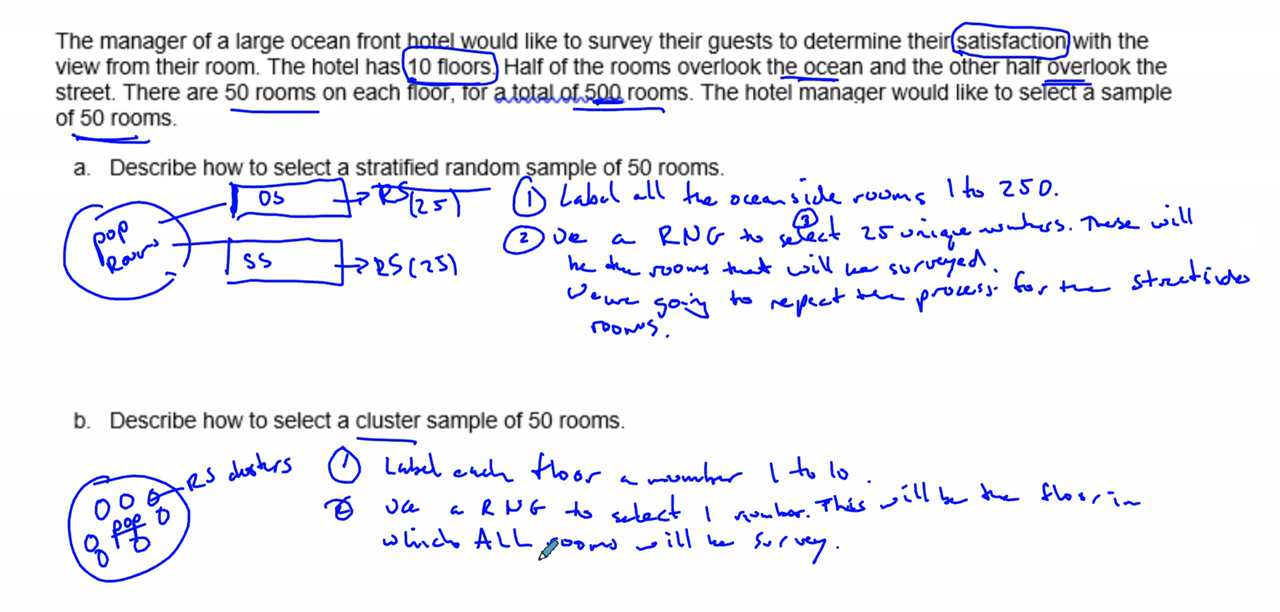 The manager of a large ocean front hotel would like to survey their guests to determine their satisfaction with the
view from their room. The hotel has 10 floors. Half of the rooms overlook the ocean and the other half overlook the
street. There are 50 rooms on each floor, for a total of 500 rooms. The hotel manager would like to select a sample
of 50 rooms.
a. Describe how to select a stratified random sample of 50 rooms.
pop
OS
RS (25)
SS
RS (25)
① Label all the oceanside rooms 1 to 250.
② Use a RNG to ③ select 25 unique numbers. These will
be the rooms that will be surveyed.
We're going to repeat the process for the streetside
rooms.
b. Describe how to select a cluster sample of 50 rooms.
RS clusters
pop
① Label each floor a number 1 to 10.
② Use a RNG to select 1 number. This will be the floor in
which ALL rooms will be survey.